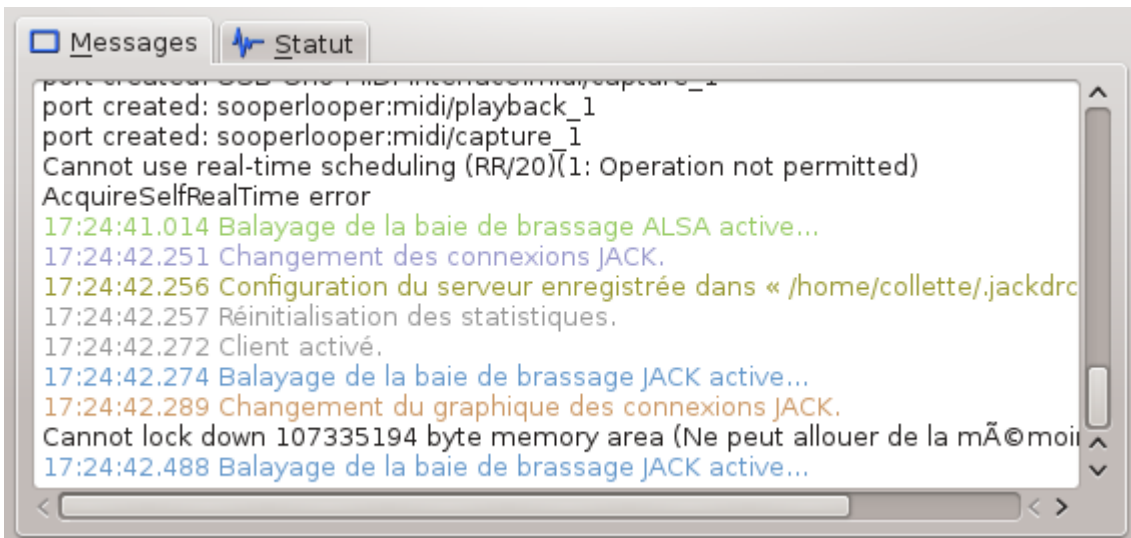 Messages
Statut
port created: sooperlooper:midi/playback_1
port created: sooperlooper:midi/capture_1
Cannot use real-time scheduling (RR/20)(1: Operation not permitted)
AcquireSelfRealTime error
17:24:41.014 Balayage de la baie de brassage ALSA active...
17:24:42.251 Changement des connexions JACK.
17:24:42.256 Configuration du serveur enregistrée dans « /home/collette/.jackdrc
17:24:42.257 Réinitialisation des statistiques.
17:24:42.272 Client activé.
17:24:42.274 Balayage de la baie de brassage JACK active...
17:24:42.289 Changement du graphique des connexions JACK.
Cannot lock down 107335194 byte memory area (Ne peut allouer de la mÃ©moi
17:24:42.488 Balayage de la baie de brassage JACK active...